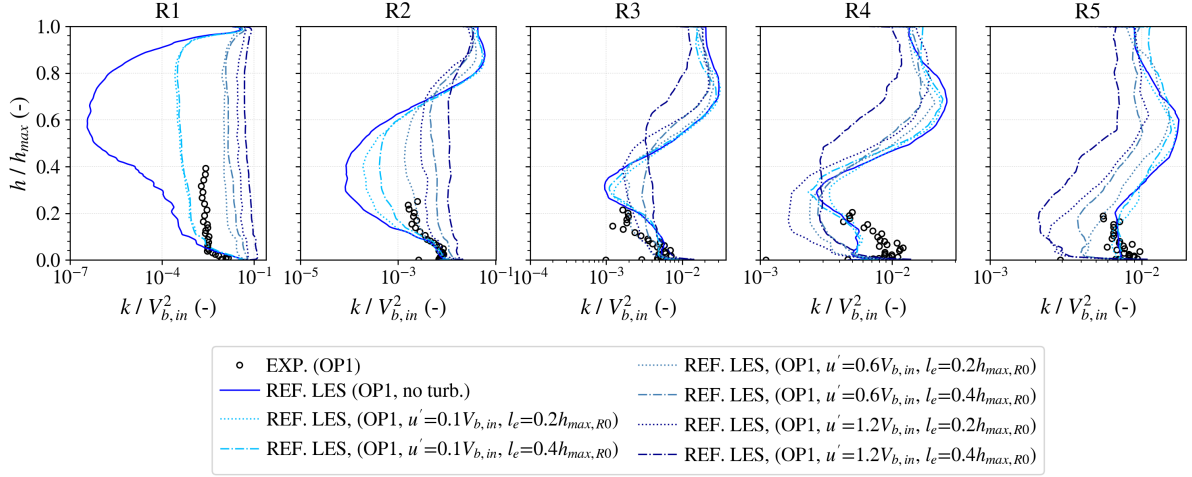 R1 R2 R3 R4 R5
1.0
0.8
0.6
0.4
0.2
0.0
h / h_max (-)
10^-7 10^-4 10^-1 10^-5 10^-3 10^-1 10^-4 10^-3 10^-2 10^-3 10^-2 10^-3 10^-2
k / V²_b,in (-) k / V²_b,in (-) k / V²_b,in (-) k / V²_b,in (-) k / V²_b,in (-)
EXP. (OP1)
REF. LES (OP1, no turb.)
REF. LES, (OP1, u′=0.1V_b,in, l_e=0.2h_max,R0)
REF. LES, (OP1, u′=0.1V_b,in, l_e=0.4h_max,R0)
REF. LES, (OP1, u′=0.6V_b,in, l_e=0.2h_max,R0)
REF. LES, (OP1, u′=0.6V_b,in, l_e=0.4h_max,R0)
REF. LES, (OP1, u′=1.2V_b,in, l_e=0.2h_max,R0)
REF. LES, (OP1, u′=1.2V_b,in, l_e=0.4h_max,R0)